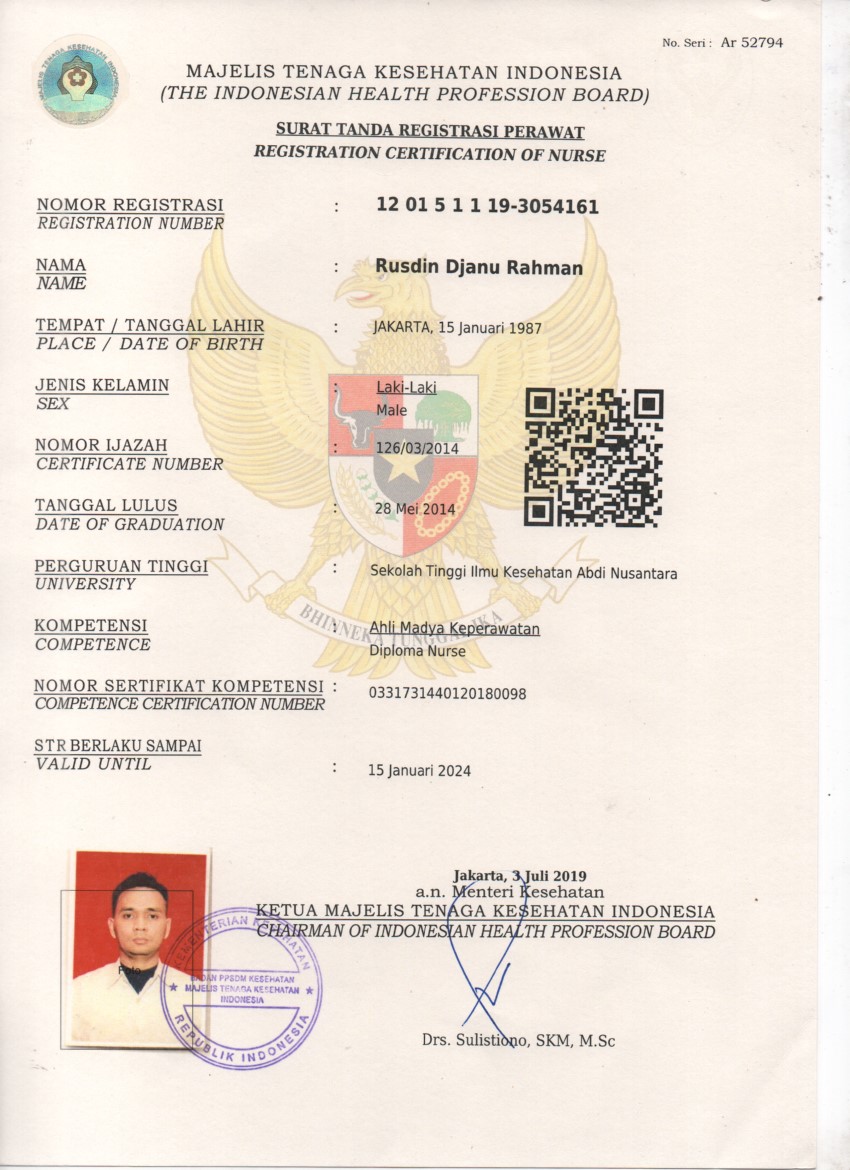 No. Seri : Ar 52794
MAJELIS TENAGA KESEHATAN INDONESIA
MAJELIS TENAGA KESEHATAN INDONESIA
(THE INDONESIAN HEALTH PROFESSION BOARD)
SURAT TANDA REGISTRASI PERAWAT
REGISTRATION CERTIFICATION OF NURSE
NOMOR REGISTRASI : 12 01 5 1 1 19-3054161
REGISTRATION NUMBER
NAMA : Rusdin Djanu Rahman
NAME
TEMPAT / TANGGAL LAHIR : JAKARTA, 15 Januari 1987
PLACE / DATE OF BIRTH
JENIS KELAMIN : Laki-Laki
SEX Male
NOMOR IJAZAH : 126/03/2014
CERTIFICATE NUMBER
TANGGAL LULUS : 28 Mei 2014
DATE OF GRADUATION
PERGURUAN TINGGI : Sekolah Tinggi Ilmu Kesehatan Abdi Nusantara
UNIVERSITY
BHINNEKA TUNGGAL IKA
KOMPETENSI : Ahli Madya Keperawatan
COMPETENCE Diploma Nurse
NOMOR SERTIFIKAT KOMPETENSI : 0331731440120180098
COMPETENCE CERTIFICATION NUMBER
STR BERLAKU SAMPAI
VALID UNTIL : 15 Januari 2024
Jakarta, 3 Juli 2019
a.n. Menteri Kesehatan
KETUA MAJELIS TENAGA KESEHATAN INDONESIA
CHAIRMAN OF INDONESIAN HEALTH PROFESSION BOARD
Foto
KEMENTERIAN KESEHATAN
BADAN PPSDM KESEHATAN
MAJELIS TENAGA KESEHATAN
INDONESIA
REPUBLIK INDONESIA
Drs. Sulistiono, SKM, M.Sc